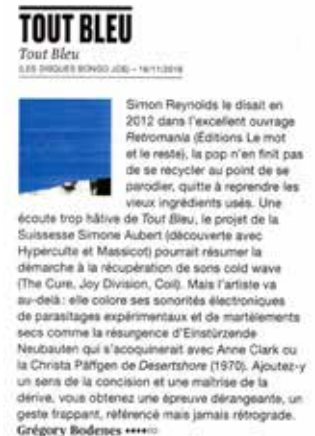 TOUT BLEU
Tout Bleu
(LES DISQUES BONGO JOE) – 16/11/2018
Simon Reynolds le disait en
2012 dans l'excellent ouvrage
Retromania (Éditions Le mot
et le reste), la pop n'en finit pas
de se recycler au point de se
parodier, quitte à reprendre les
vieux ingrédients usés. Une
écoute trop hâtive de Tout Bleu, le projet de la
Suissesse Simone Aubert (découverte avec
Hyperculte et Massicot) pourrait résumer la
démarche à la récupération de sons cold wave
(The Cure, Joy Division, Coil). Mais l'artiste va
au-delà : elle colore ses sonorités électroniques
de parasitages expérimentaux et de martèlements
secs comme la résurgence d'Einstürzende
Neubauten qui s'acoquinerait avec Anne Clark ou
la Christa Päffgen de Desertshore (1970). Ajoutez-y
un sens de la concision et une maîtrise de la
dérive, vous obtenez une épreuve dérangeante, un
geste frappant, référencé mais jamais rétrograde.
Grégory Bodenes